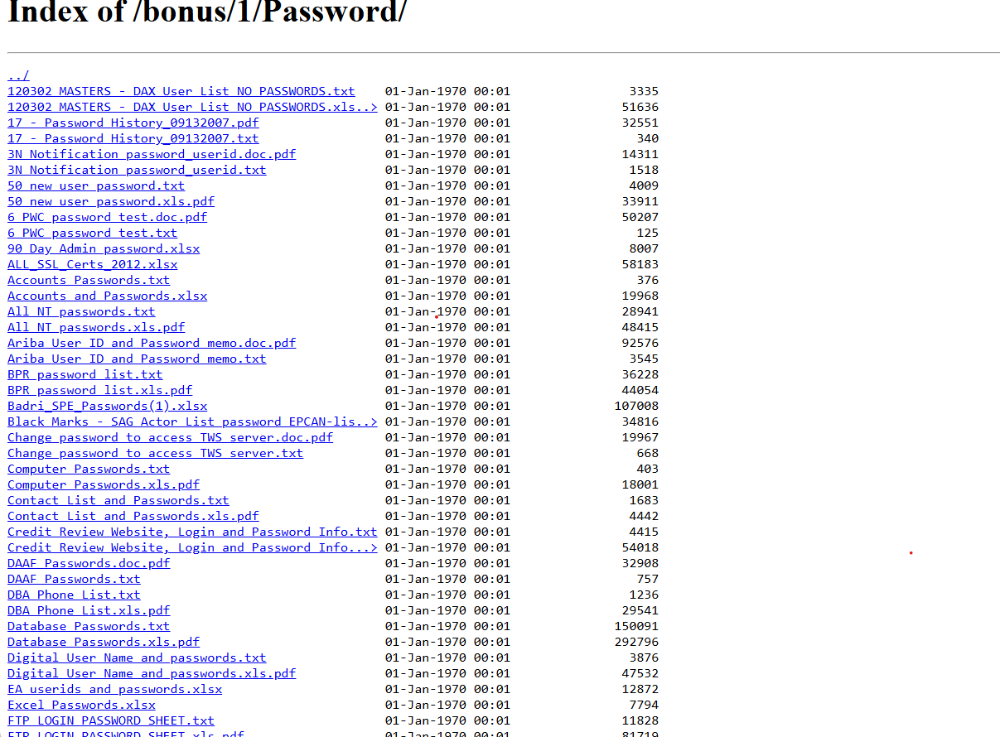 Index of /bonus/1/Password/
../
120302 MASTERS - DAX User List NO PASSWORDS.txt 01-Jan-1970 00:01 3335
120302 MASTERS - DAX User List NO PASSWORDS.xls..> 01-Jan-1970 00:01 51636
17 - Password History_09132007.pdf 01-Jan-1970 00:01 32551
17 - Password History_09132007.txt 01-Jan-1970 00:01 340
3N Notification password_userid.doc.pdf 01-Jan-1970 00:01 14311
3N Notification password_userid.txt 01-Jan-1970 00:01 1518
50 new user password.txt 01-Jan-1970 00:01 4009
50 new user password.xls.pdf 01-Jan-1970 00:01 33911
6 PWC password test.doc.pdf 01-Jan-1970 00:01 50207
6 PWC password test.txt 01-Jan-1970 00:01 125
90 Day Admin password.xlsx 01-Jan-1970 00:01 8007
ALL_SSL_Certs_2012.xlsx 01-Jan-1970 00:01 58183
Accounts Passwords.txt 01-Jan-1970 00:01 376
Accounts and Passwords.xlsx 01-Jan-1970 00:01 19968
All NT passwords.txt 01-Jan-1970 00:01 28941
All NT passwords.xls.pdf 01-Jan-1970 00:01 48415
Ariba User ID and Password memo.doc.pdf 01-Jan-1970 00:01 92576
Ariba User ID and Password memo.txt 01-Jan-1970 00:01 3545
BPR password list.txt 01-Jan-1970 00:01 36228
BPR password list.xls.pdf 01-Jan-1970 00:01 44054
Badri_SPE_Passwords(1).xlsx 01-Jan-1970 00:01 107008
Black Marks - SAG Actor List password EPCAN-lis..> 01-Jan-1970 00:01 34816
Change password to access TWS server.doc.pdf 01-Jan-1970 00:01 19967
Change password to access TWS server.txt 01-Jan-1970 00:01 668
Computer Passwords.txt 01-Jan-1970 00:01 403
Computer Passwords.xls.pdf 01-Jan-1970 00:01 18001
Contact List and Passwords.txt 01-Jan-1970 00:01 1683
Contact List and Passwords.xls.pdf 01-Jan-1970 00:01 4442
Credit Review Website, Login and Password Info.txt 01-Jan-1970 00:01 4415
Credit Review Website, Login and Password Info...> 01-Jan-1970 00:01 54018
DAAF Passwords.doc.pdf 01-Jan-1970 00:01 32908
DAAF Passwords.txt 01-Jan-1970 00:01 757
DBA Phone List.txt 01-Jan-1970 00:01 1236
DBA Phone List.xls.pdf 01-Jan-1970 00:01 29541
Database Passwords.txt 01-Jan-1970 00:01 150091
Database Passwords.xls.pdf 01-Jan-1970 00:01 292796
Digital User Name and passwords.txt 01-Jan-1970 00:01 3876
Digital User Name and passwords.xls.pdf 01-Jan-1970 00:01 47532
EA userids and passwords.xlsx 01-Jan-1970 00:01 12872
Excel Passwords.xlsx 01-Jan-1970 00:01 7794
FTP LOGIN PASSWORD SHEET.txt 01-Jan-1970 00:01 11828
FTP LOGIN PASSWORD SHEET.xls.pdf 01-Jan-1970 00:01 81719